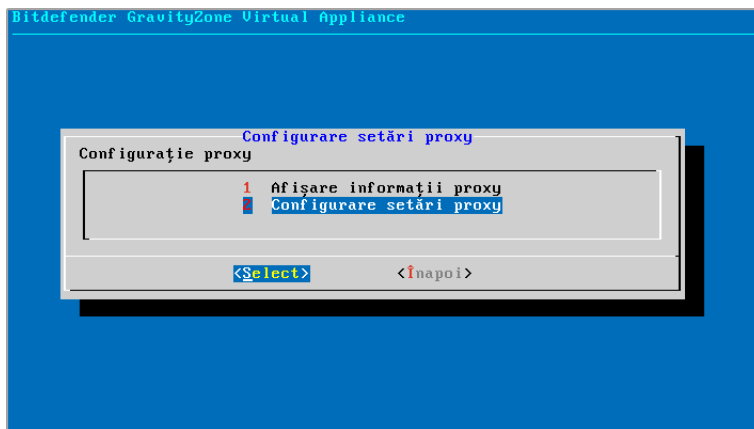 Bitdefender GravityZone Virtual Appliance
Configurare setări proxy
Configurație proxy
1 Afișare informații proxy
2 Configurare setări proxy
<Select> <Înapoi>